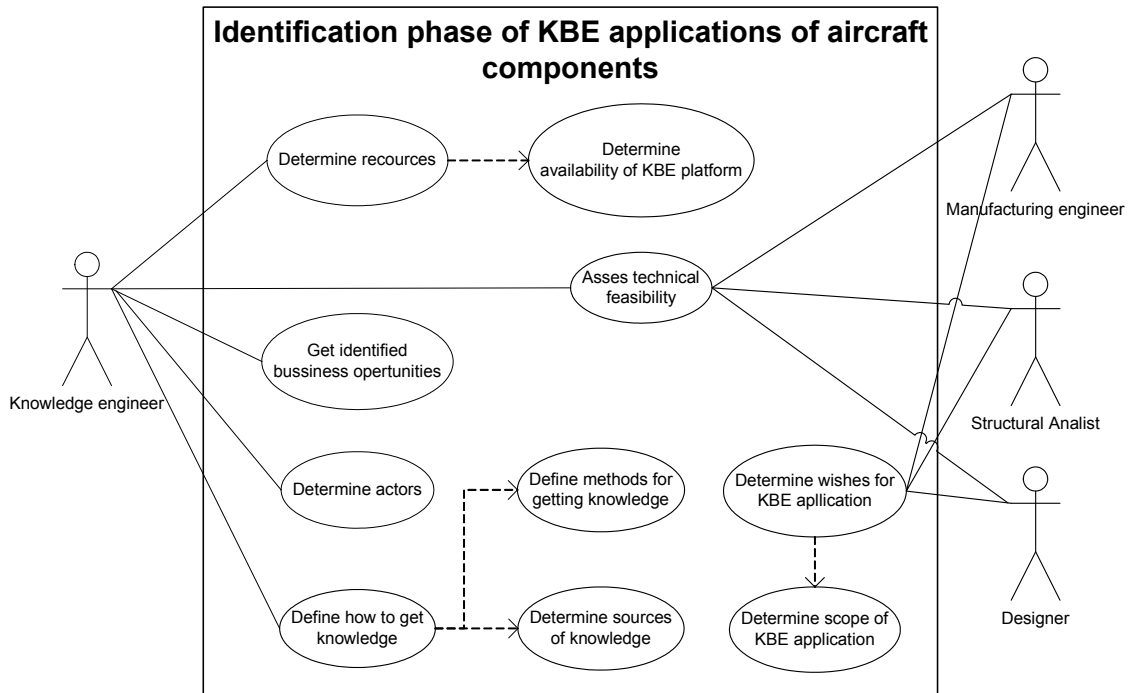 Identification phase of KBE applications of aircraft
components
Determine recources
Determine
availability of KBE platform
Manufacturing engineer
Asses technical
feasibility
Knowledge engineer
Get identified
bussiness opertunities
Structural Analist
Determine actors
Define methods for
getting knowledge
Determine wishes for
KBE apllication
Define how to get
knowledge
Determine sources
of knowledge
Determine scope of
KBE application
Designer